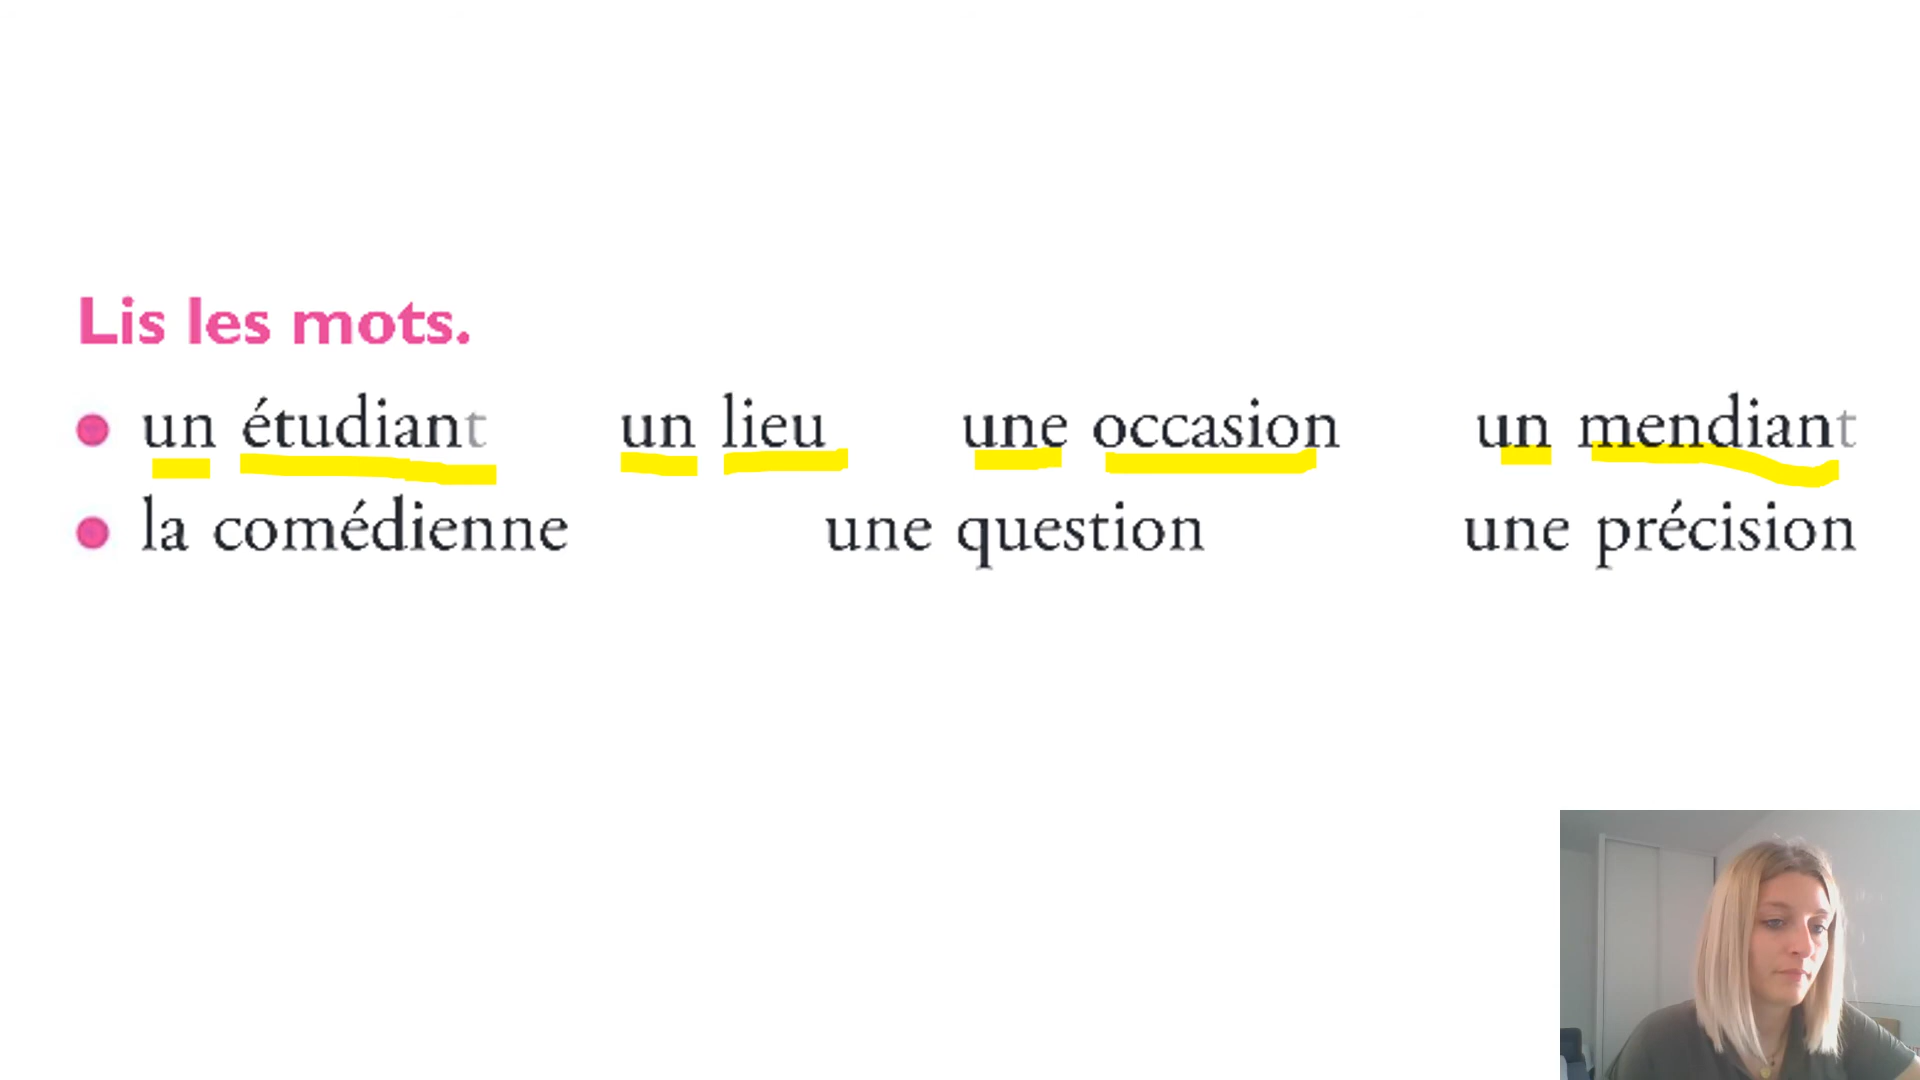 Lis les mots.
un étudiant un lieu une occasion un mendiant
la comédienne une question une précision